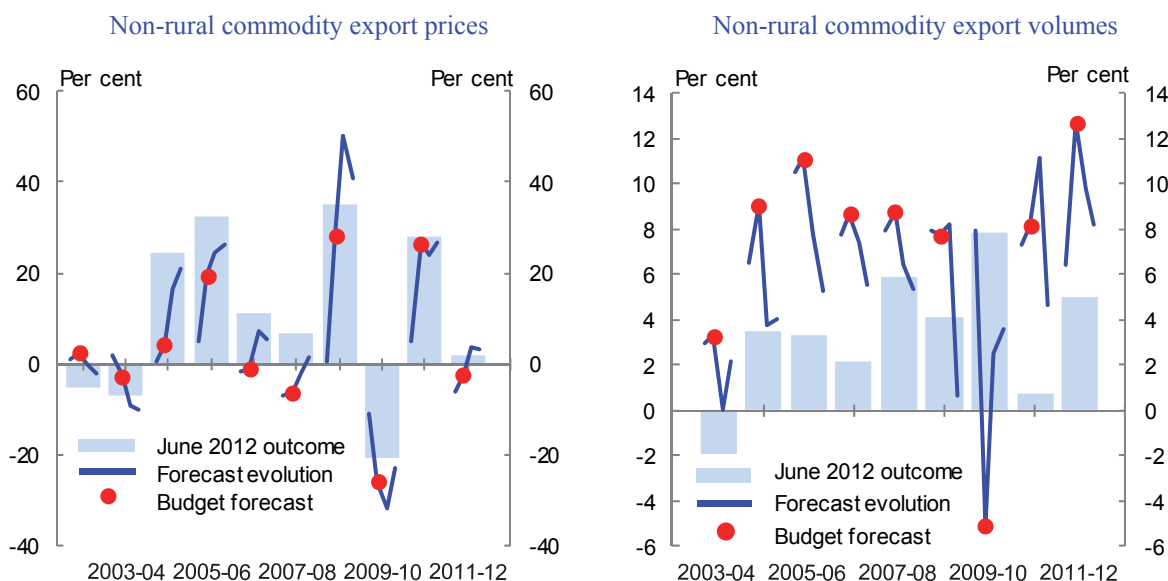 Non-rural commodity export prices
Per cent
Per cent
60
60
40
40
20
20
0
0
-20
-20
-40
-40
June 2012 outcome
Forecast evolution
Budget forecast
2003-04 2005-06 2007-08 2009-10 2011-12
Non-rural commodity export volumes
Per cent
Per cent
14
14
12
12
10
10
8
8
6
6
4
4
2
2
0
0
-2
-2
-4
-4
-6
-6
June 2012 outcome
Forecast evolution
Budget forecast
2003-04 2005-06 2007-08 2009-10 2011-12